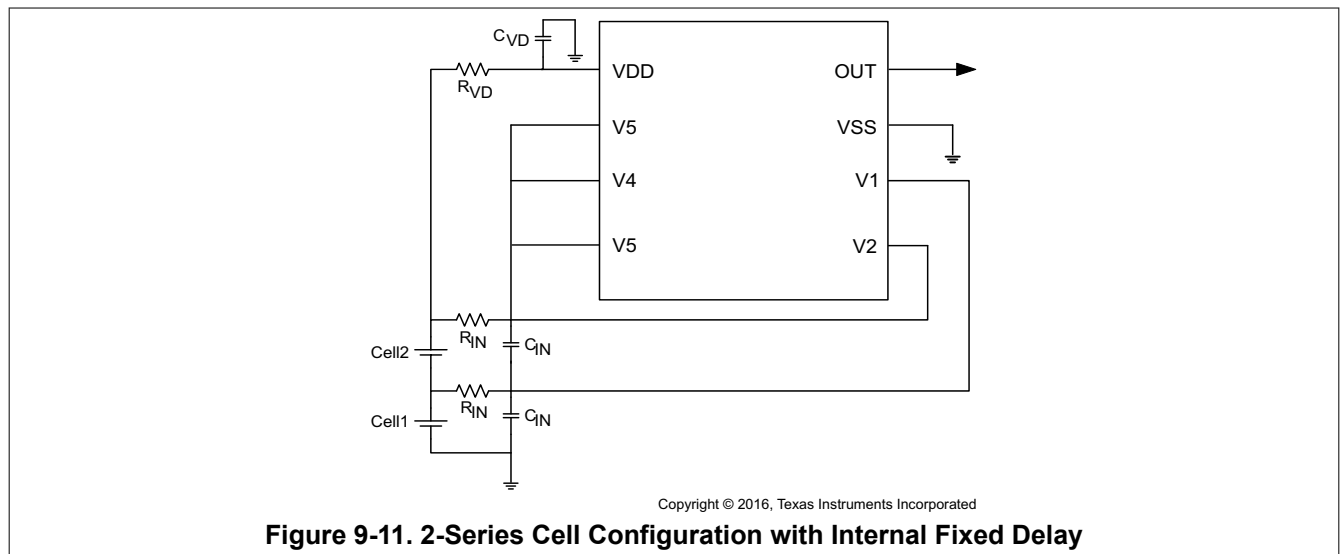 CVD
RVD
VDD
OUT
V5
VSS
V4
V1
V5
V2
RIN
CIN
Cell2
RIN
CIN
Cell1
Copyright © 2016, Texas Instruments Incorporated
Figure 9-11. 2-Series Cell Configuration with Internal Fixed Delay